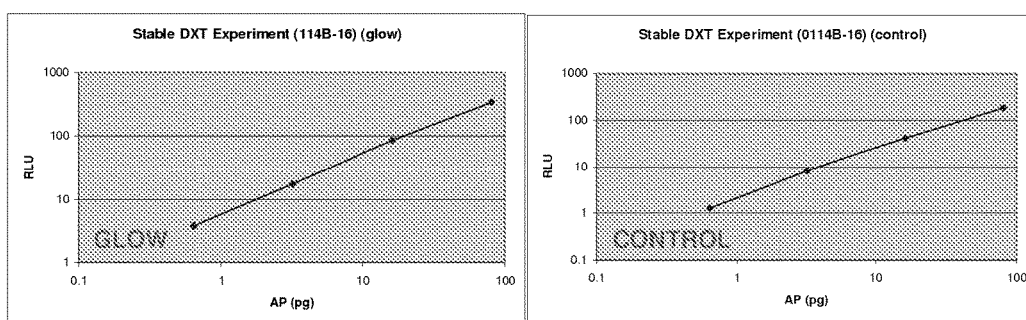 Stable DXT Experiment (114B-16) (glow)
1000
100
10
1
RLU
GLOW
0.1 1 10 100
AP (pg)
Stable DXT Experiment (0114B-16) (control)
1000
100
10
1
0.1
RLU
CONTROL
0.1 1 10 100
AP (pg)